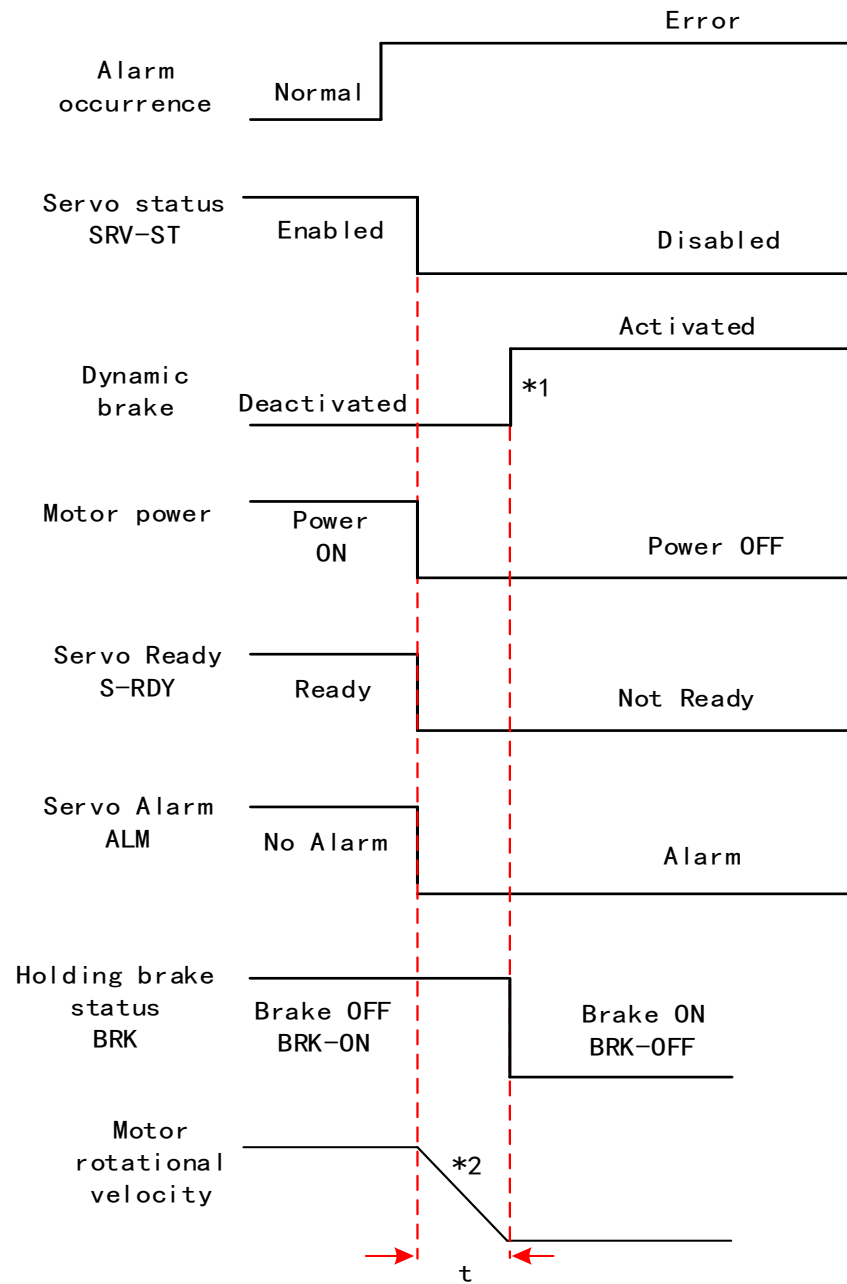 Error
Alarm
occurrence
Normal
Servo status
SRV-ST
Enabled
Disabled
Activated
Dynamic
brake
Deactivated
*1
Motor power
Power
ON
Power OFF
Servo Ready
S-RDY
Ready
Not Ready
Servo Alarm
ALM
No Alarm
Alarm
Holding brake
status
BRK
Brake OFF
BRK-ON
Brake ON
BRK-OFF
Motor
rotational
velocity
*2
t